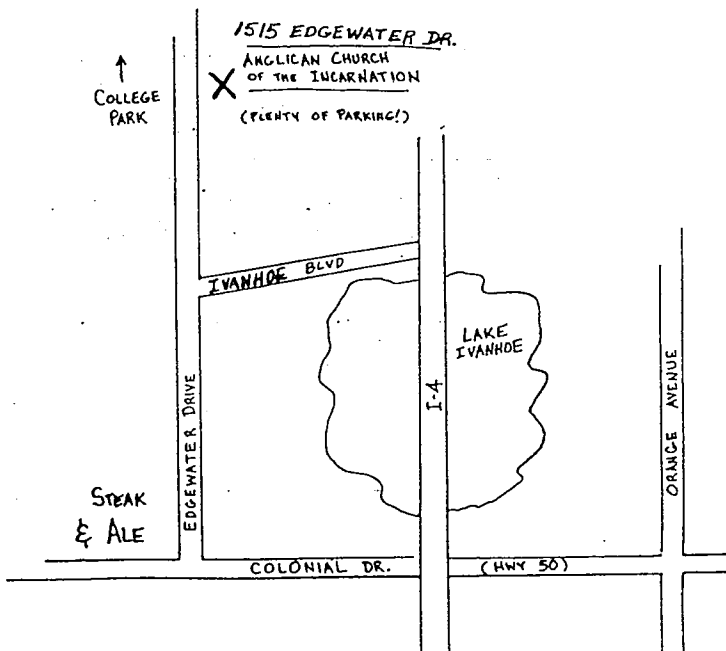 1515 EDGEWATER DR.
ANGLICAN CHURCH
OF THE INCARNATION
(PLENTY OF PARKING!)
COLLEGE
PARK
IVANHOE BLVD
LAKE
IVANHOE
I-4
EDGEWATER DRIVE
ORANGE AVENUE
STEAK
& ALE
COLONIAL DR.
(HWY 50)